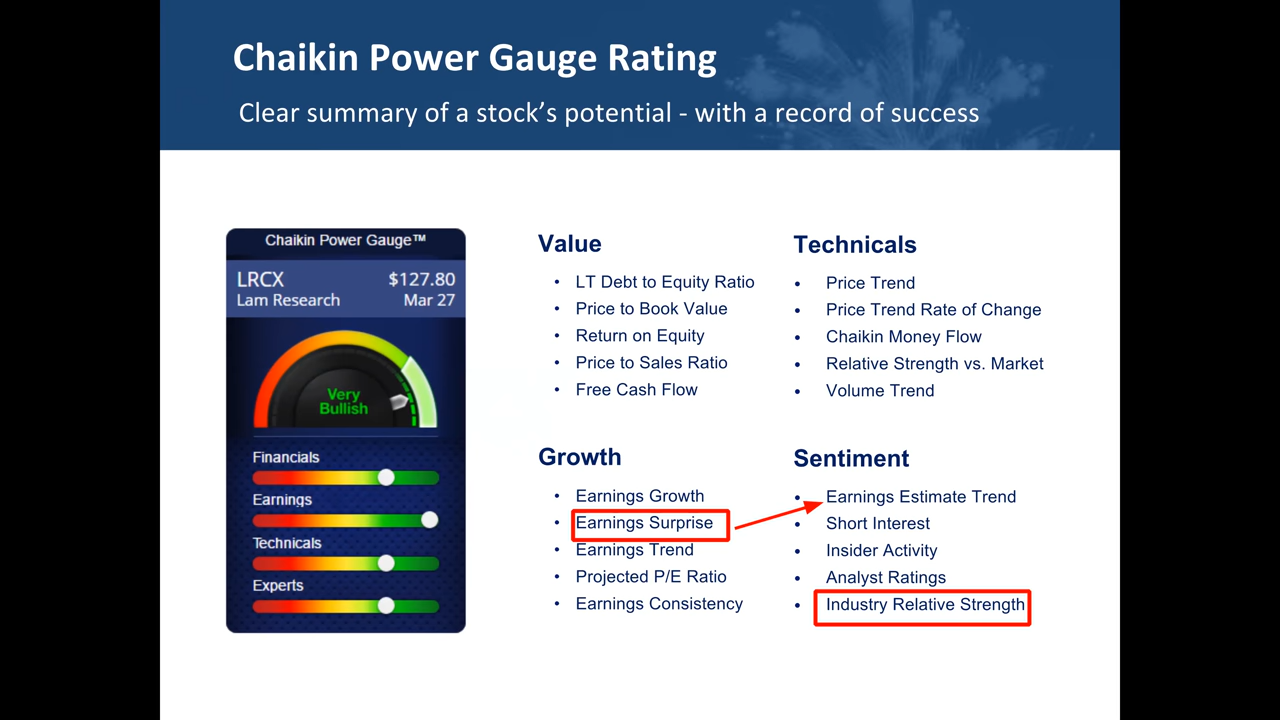 Chaikin Power Gauge Rating
Clear summary of a stock’s potential - with a record of success
Chaikin Power Gauge™
LRCX $127.80
Lam Research Mar 27
Very
Bullish
Financials
Earnings
Technicals
Experts
Value
• LT Debt to Equity Ratio
• Price to Book Value
• Return on Equity
• Price to Sales Ratio
• Free Cash Flow
Technicals
• Price Trend
• Price Trend Rate of Change
• Chaikin Money Flow
• Relative Strength vs. Market
• Volume Trend
Growth
• Earnings Growth
• Earnings Surprise
• Earnings Trend
• Projected P/E Ratio
• Earnings Consistency
Sentiment
• Earnings Estimate Trend
• Short Interest
• Insider Activity
• Analyst Ratings
• Industry Relative Strength